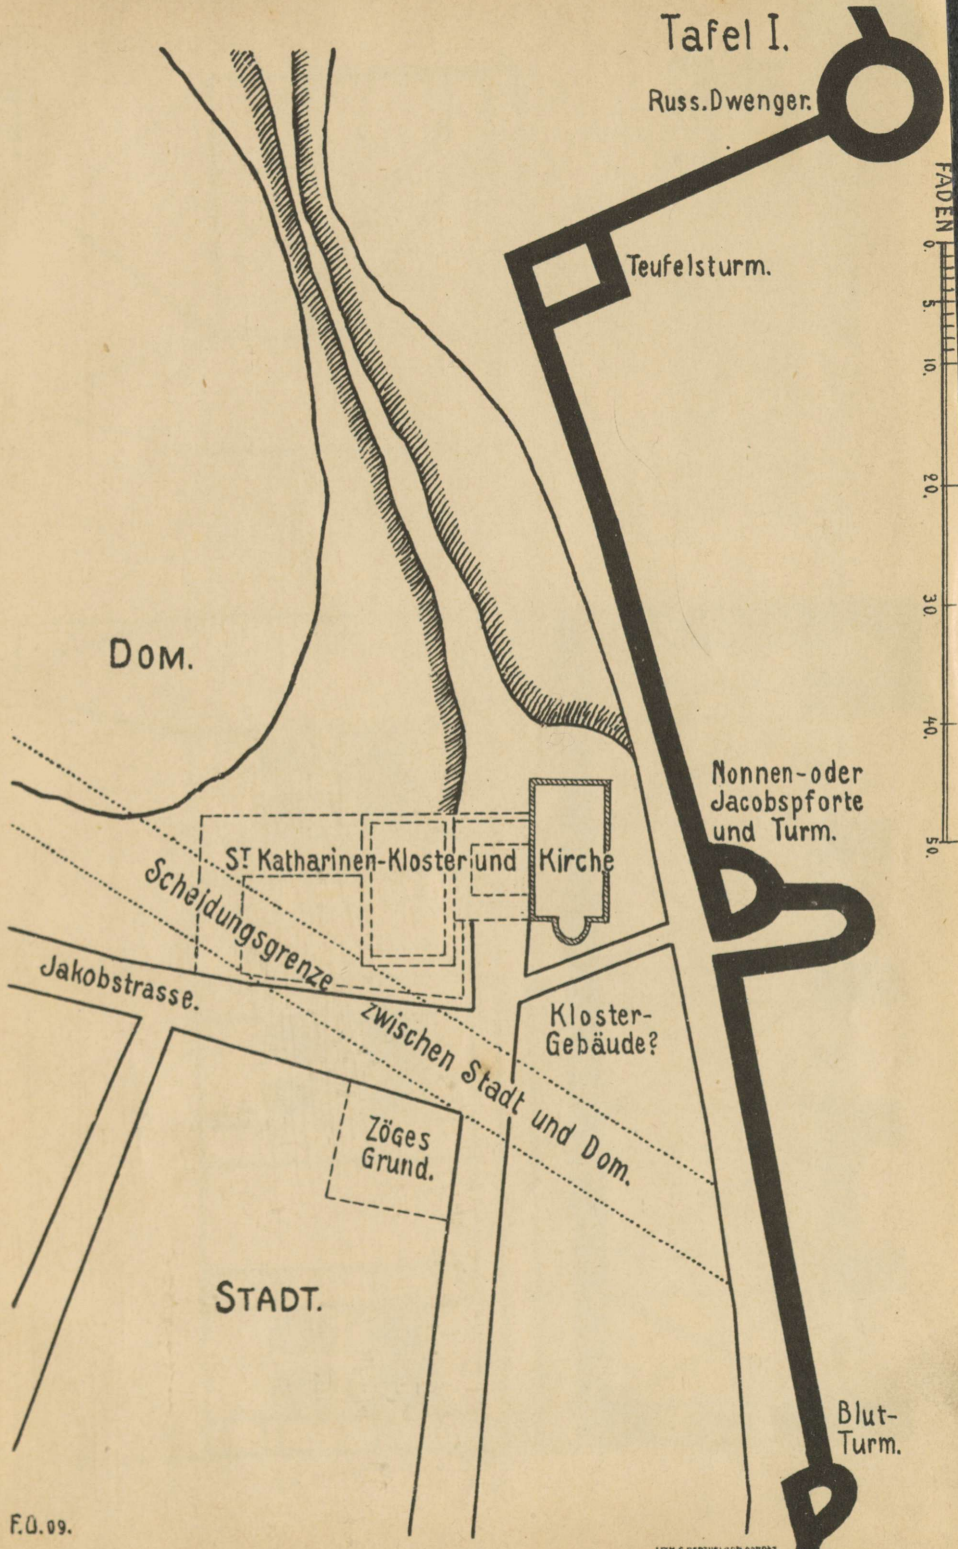 Tafel I.
Russ. Dwenger.
Teufelsturm.
FADEN
0.
5.
10.
20.
30.
40.
50.
DOM.
Nonnen-oder
Jacobspforte
und Turm.
ST Katharinen-Kloster und Kirche
Scheidungsgrenze zwischen Stadt und Dom.
Jakobstrasse.
Kloster-
Gebäude?
Zöges
Grund.
STADT.
Blut-
Turm.
F.Ü.09.